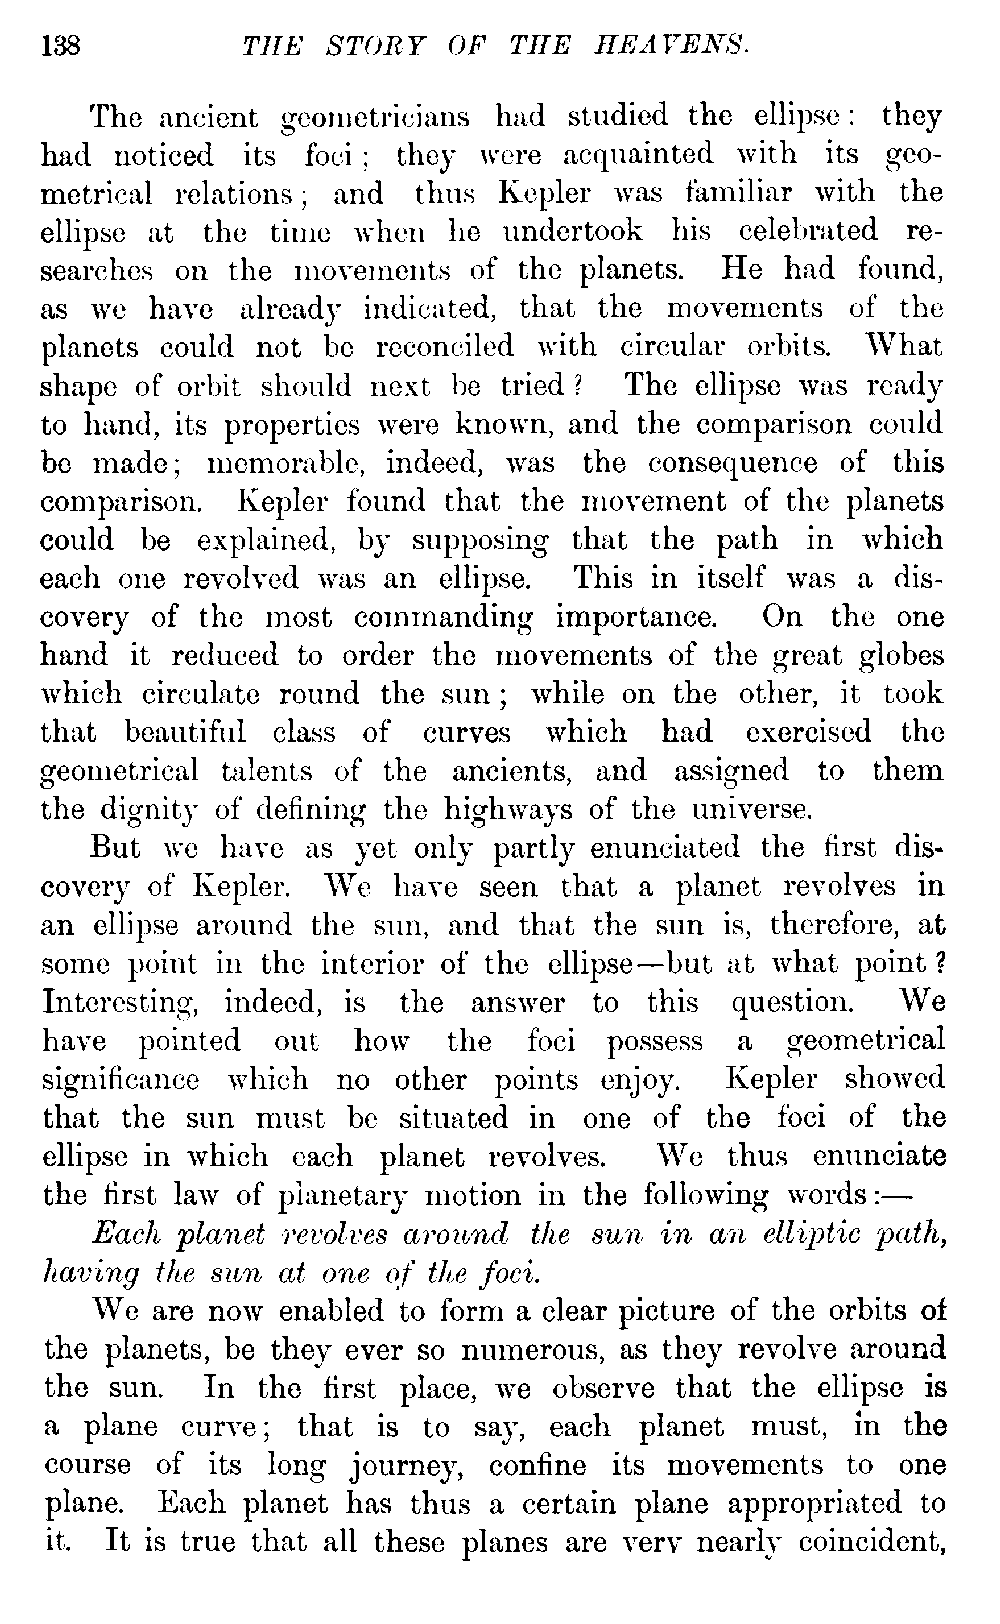 138 THE STORY OF THE HEAVENS.
The ancient geometricians had studied the ellipse: they
had noticed its foci; they were acquainted with its geo-
metrical relations; and thus Kepler was familiar with the
ellipse at the time when he undertook his celebrated re-
searches on the movements of the planets. He had found,
as we have already indicated, that the movements of the
planets could not be reconciled with circular orbits. What
shape of orbit should next be tried? The ellipse was ready
to hand, its properties were known, and the comparison could
be made; memorable, indeed, was the consequence of this
comparison. Kepler found that the movement of the planets
could be explained, by supposing that the path in which
each one revolved was an ellipse. This in itself was a dis-
covery of the most commanding importance. On the one
hand it reduced to order the movements of the great globes
which circulate round the sun; while on the other, it took
that beautiful class of curves which had exercised the
geometrical talents of the ancients, and assigned to them
the dignity of defining the highways of the universe.
But we have as yet only partly enunciated the first dis-
covery of Kepler. We have seen that a planet revolves in
an ellipse around the sun, and that the sun is, therefore, at
some point in the interior of the ellipse—but at what point?
Interesting, indeed, is the answer to this question. We
have pointed out how the foci possess a geometrical
significance which no other points enjoy. Kepler showed
that the sun must be situated in one of the foci of the
ellipse in which each planet revolves. We thus enunciate
the first law of planetary motion in the following words:—
Each planet revolves around the sun in an elliptic path,
having the sun at one of the foci.
We are now enabled to form a clear picture of the orbits of
the planets, be they ever so numerous, as they revolve around
the sun. In the first place, we observe that the ellipse is
a plane curve; that is to say, each planet must, in the
course of its long journey, confine its movements to one
plane. Each planet has thus a certain plane appropriated to
it. It is true that all these planes are very nearly coincident,